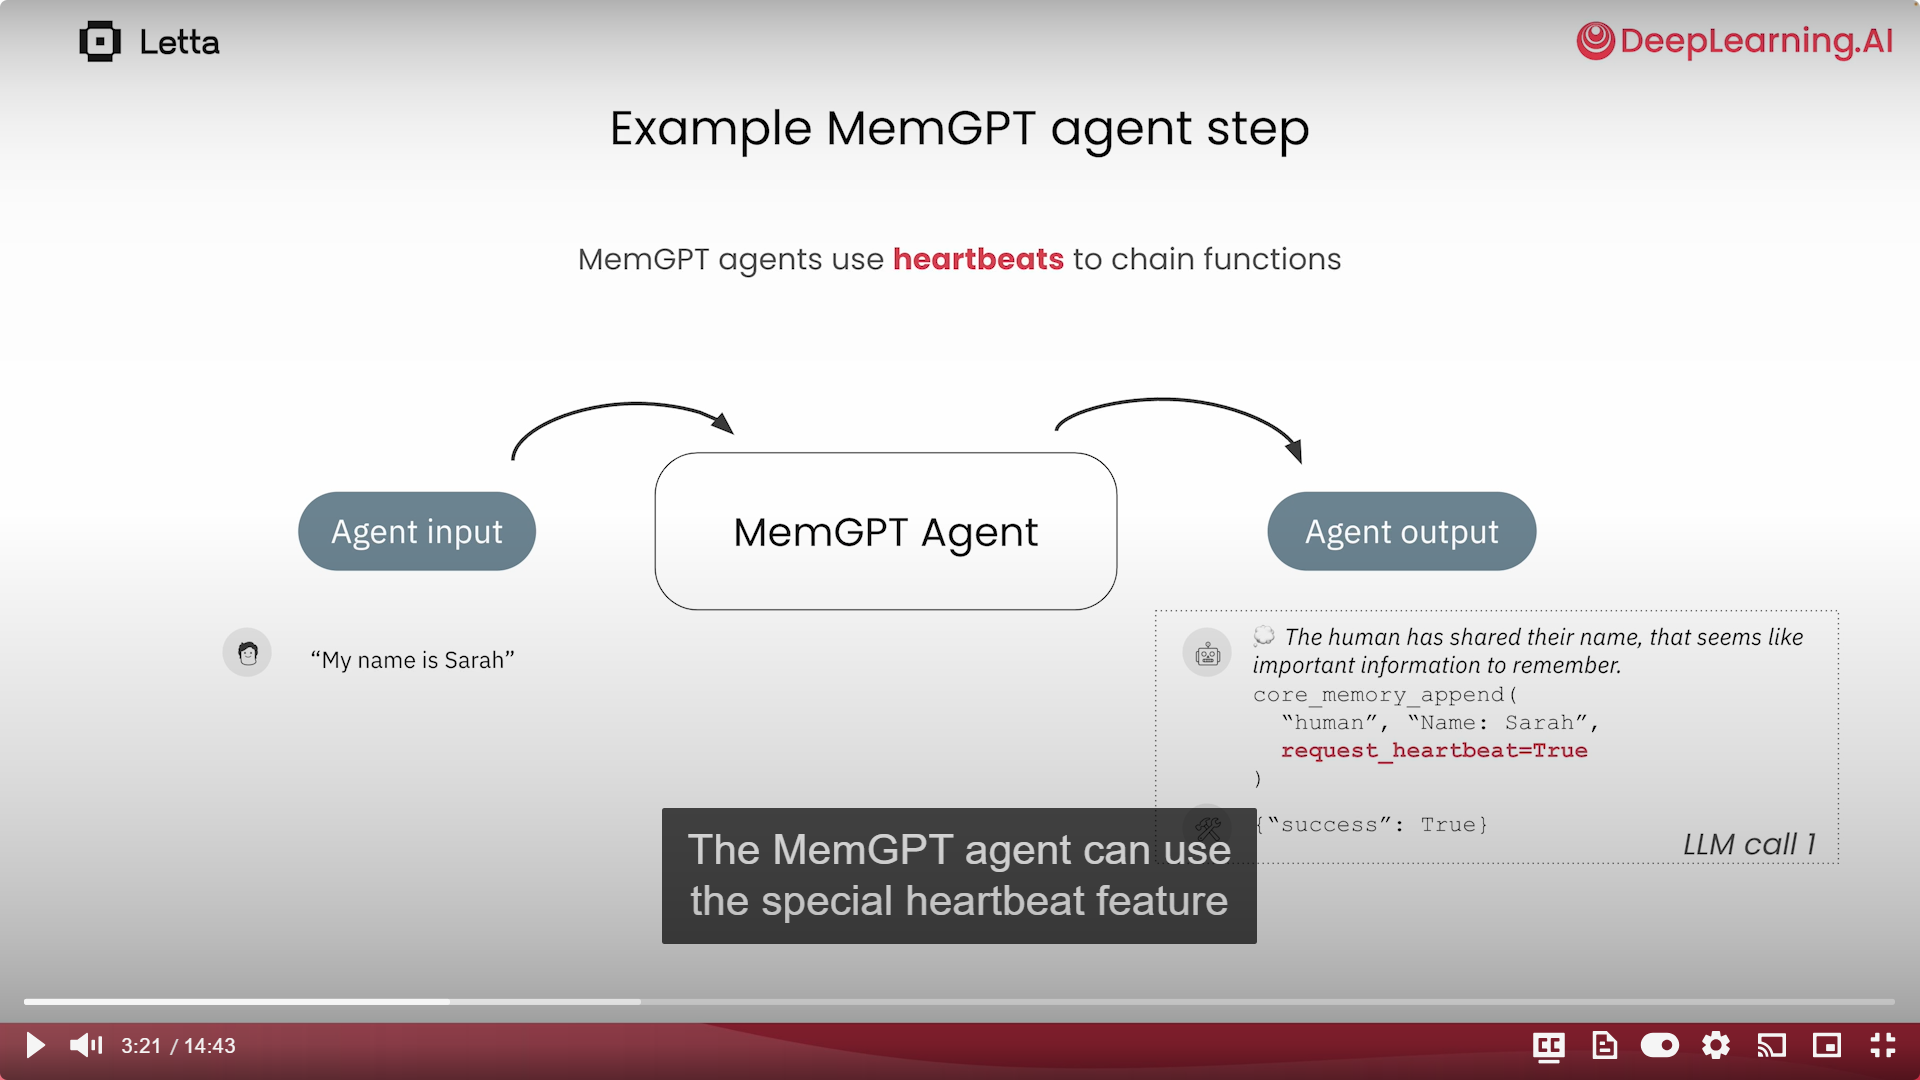 Letta
DeepLearning.AI
Example MemGPT agent step
MemGPT agents use heartbeats to chain functions
Agent input
MemGPT Agent
Agent output
“My name is Sarah”
The human has shared their name, that seems like
important information to remember.
core_memory_append(
“human”, “Name: Sarah”,
request_heartbeat=True
)
{“success”: True}
LLM call 1
The MemGPT agent can use
the special heartbeat feature
3:21 / 14:43
CC